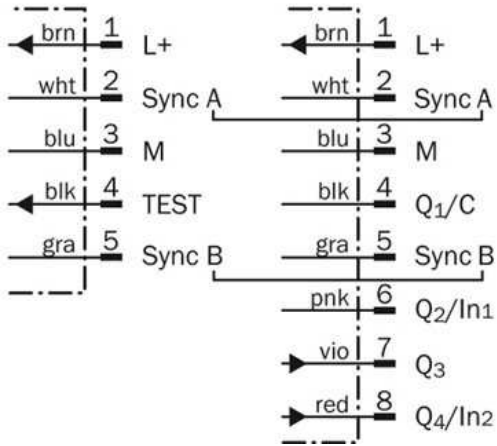 brn 1 L+
wht 2 Sync A
blu 3 M
blk 4 TEST
gra 5 Sync B
brn 1 L+
wht 2 Sync A
blu 3 M
blk 4 Q1/C
gra 5 Sync B
pnk 6 Q2/In1
vio 7 Q3
red 8 Q4/In2